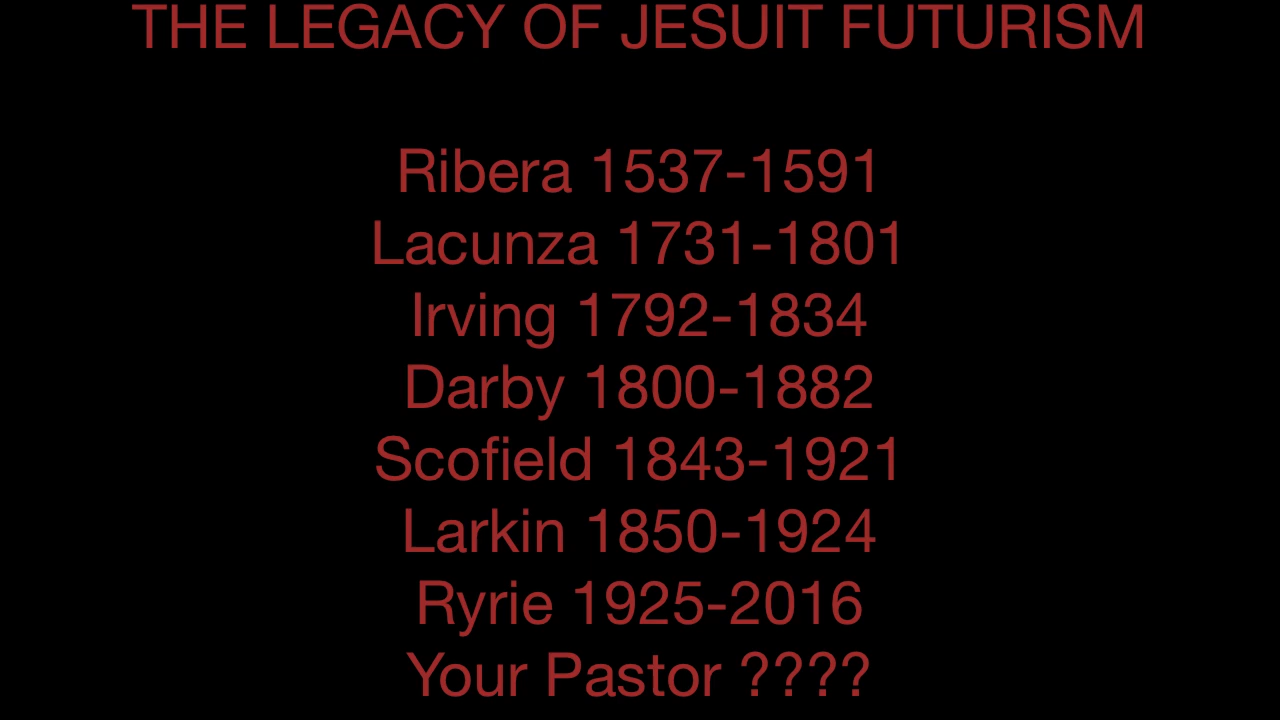 THE LEGACY OF JESUIT FUTURISM
Ribera 1537-1591
Lacunza 1731-1801
Irving 1792-1834
Darby 1800-1882
Scofield 1843-1921
Larkin 1850-1924
Ryrie 1925-2016
Your Pastor ????